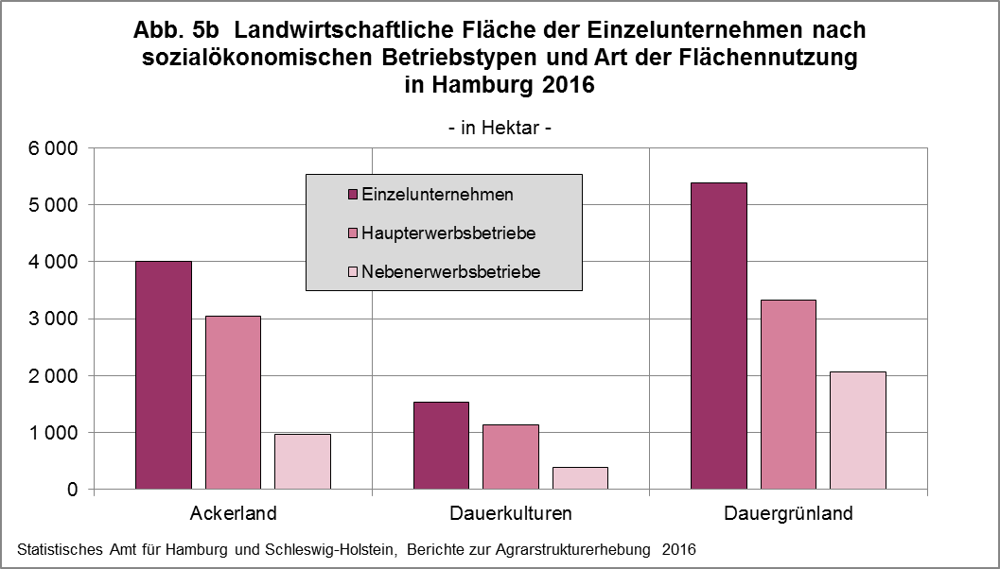 Abb. 5b  Landwirtschaftliche Fläche der Einzelunternehmen nach
sozialökonomischen Betriebstypen und Art der Flächennutzung
in Hamburg 2016
- in Hektar -
6 000
5 000
4 000
3 000
2 000
1 000
0
Einzelunternehmen
Haupterwerbsbetriebe
Nebenerwerbsbetriebe
Ackerland
Dauerkulturen
Dauergrünland
Statistisches Amt für Hamburg und Schleswig-Holstein,  Berichte zur Agrarstrukturerhebung  2016